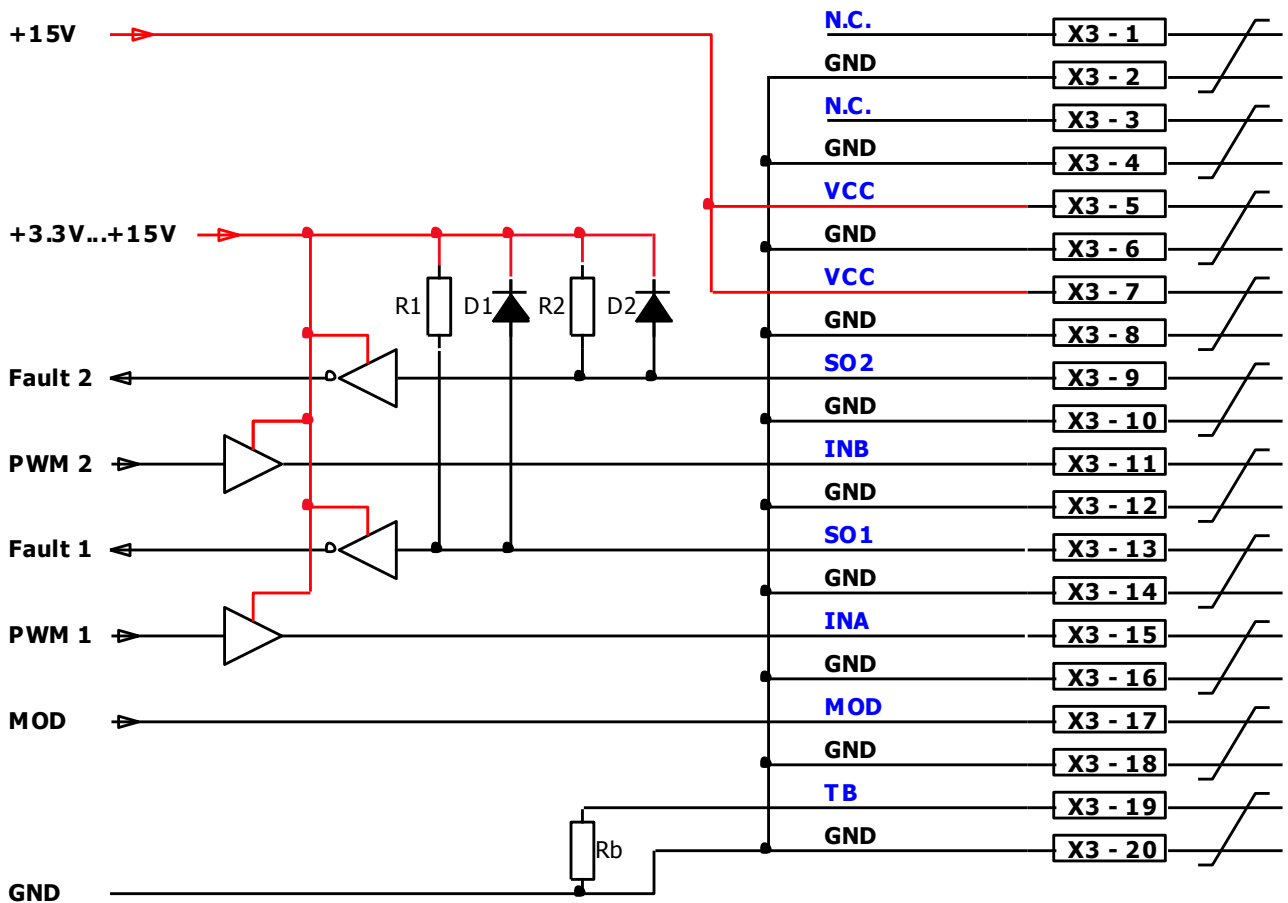 +15V
N.C.
X3 - 1
GND
X3 - 2
N.C.
X3 - 3
GND
X3 - 4
VCC
X3 - 5
+3.3V...+15V
GND
X3 - 6
VCC
X3 - 7
R1
D1
R2
D2
GND
X3 - 8
Fault 2
SO2
X3 - 9
GND
X3 - 10
PWM 2
INB
X3 - 11
GND
X3 - 12
Fault 1
SO1
X3 - 13
GND
X3 - 14
PWM 1
INA
X3 - 15
GND
X3 - 16
MOD
MOD
X3 - 17
GND
X3 - 18
TB
X3 - 19
Rb
GND
X3 - 20
GND